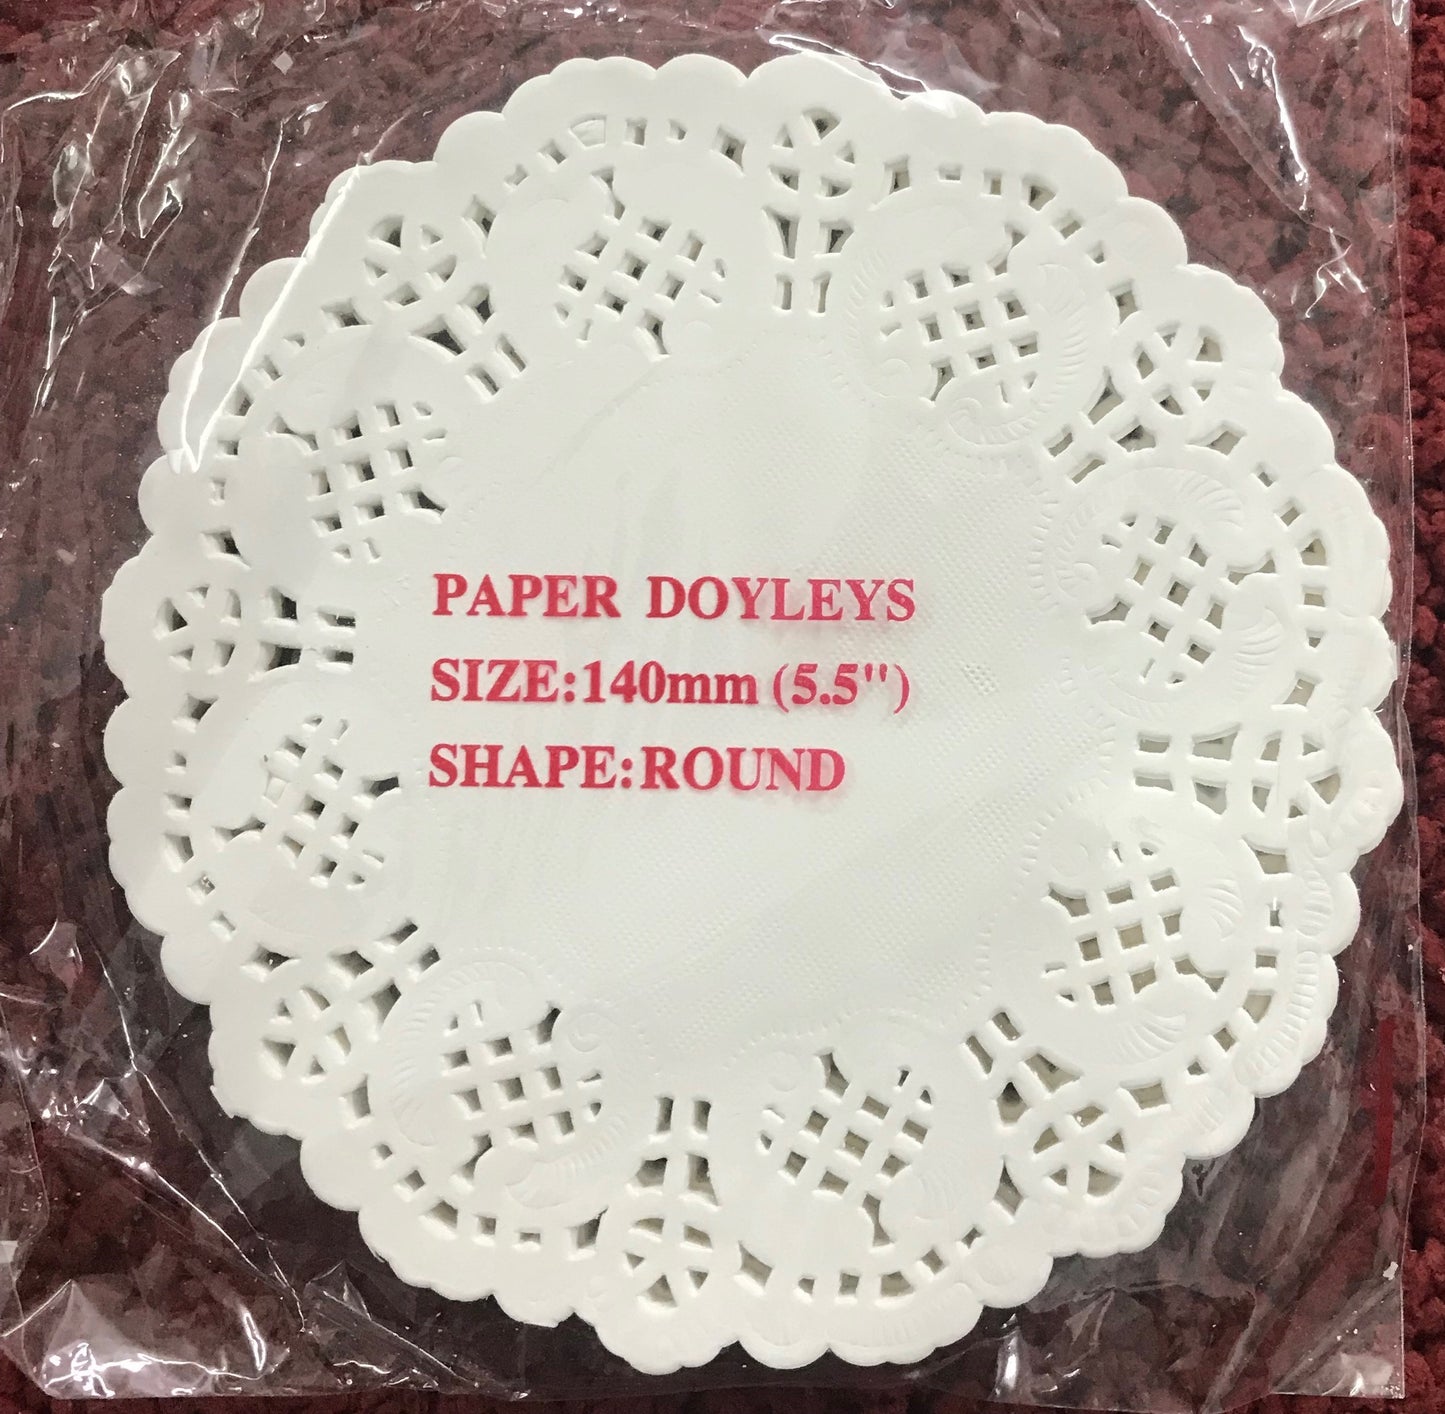 PAPER DOYLEYS
SIZE:140mm (5.5")
SHAPE:ROUND